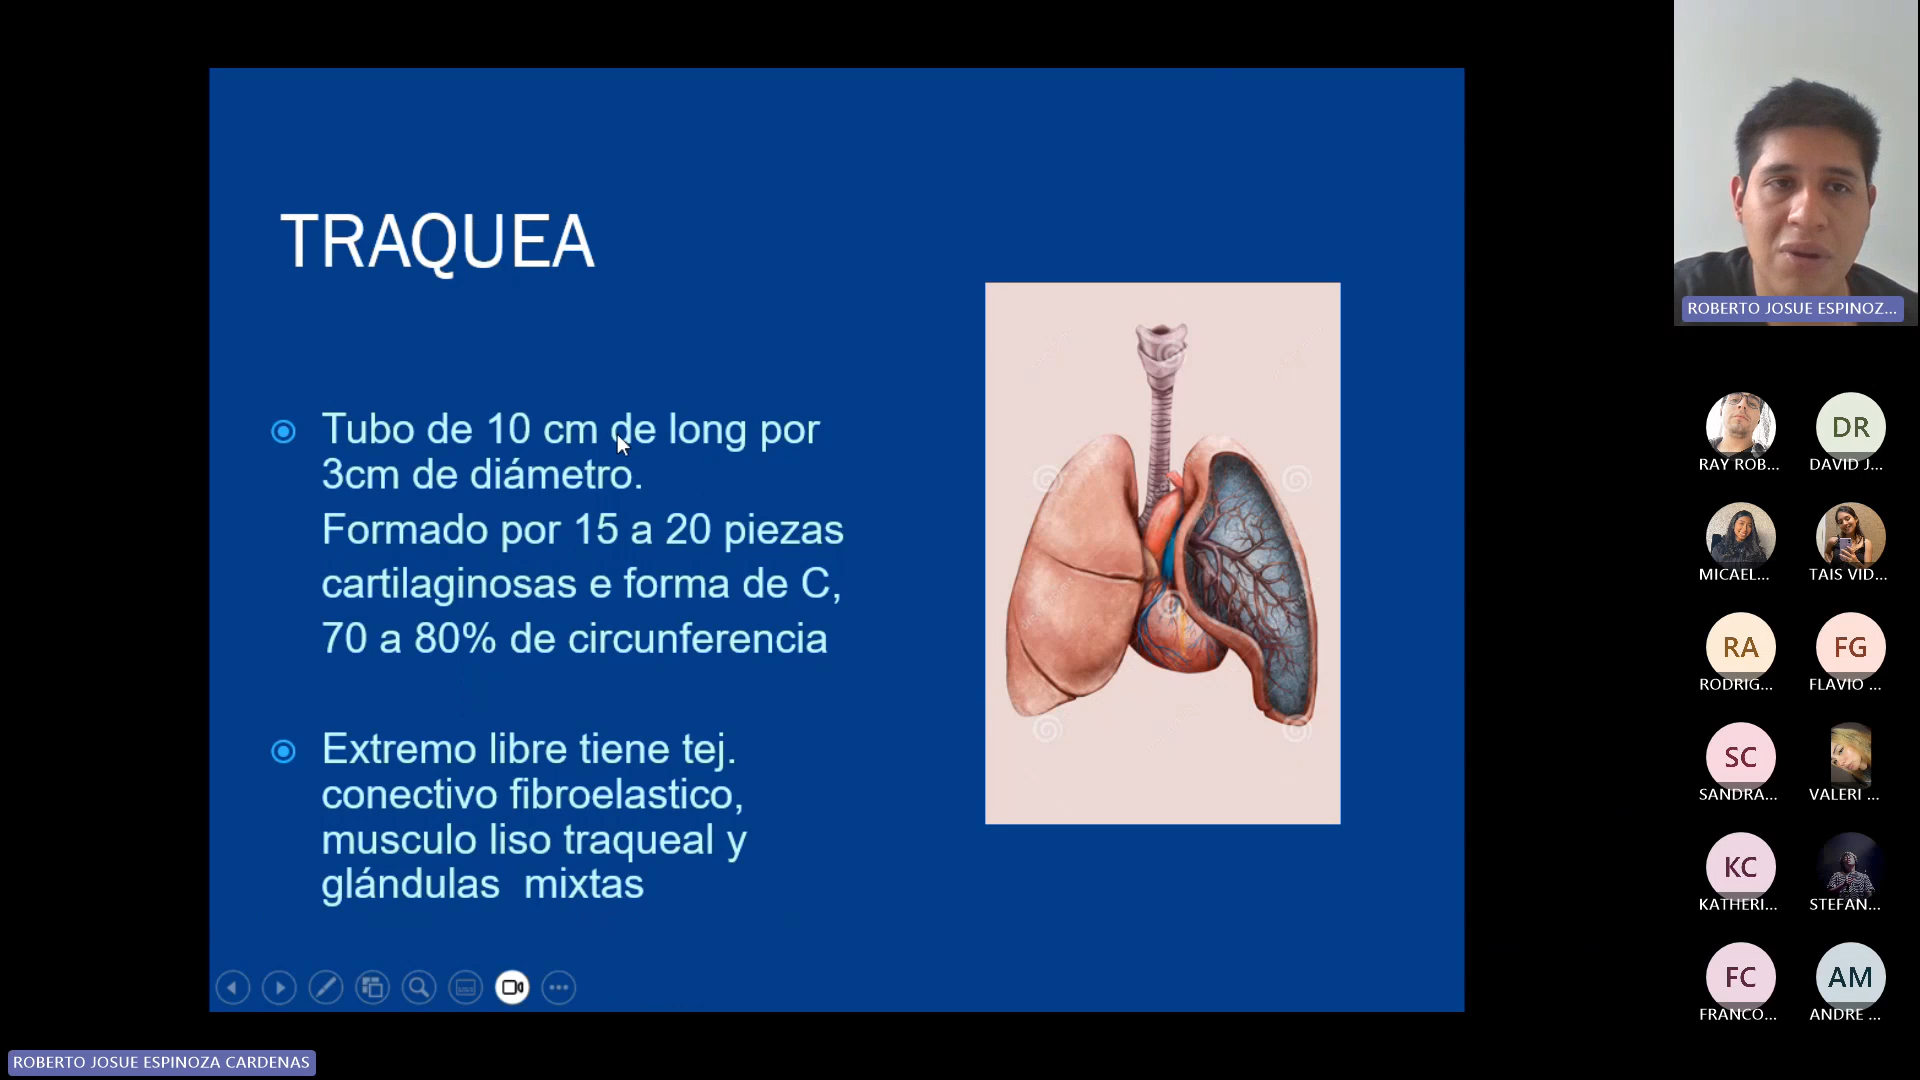 TRAQUEA
Tubo de 10 cm de long por
3cm de diámetro.
Formado por 15 a 20 piezas
cartilaginosas e forma de C,
70 a 80% de circunferencia
Extremo libre tiene tej.
conectivo fibroelastico,
musculo liso traqueal y
glándulas mixtas
ROBERTO JOSUE ESPINOZA CARDENAS
ROBERTO JOSUE ESPINOZ...
RAY ROB...
DR
DAVID J...
MICAEL...
TAIS VID...
RA
RODRIG...
FG
FLAVIO ...
SC
SANDRA...
VALERI ...
KC
KATHERI...
STEFAN...
FC
FRANCO...
AM
ANDRE ...